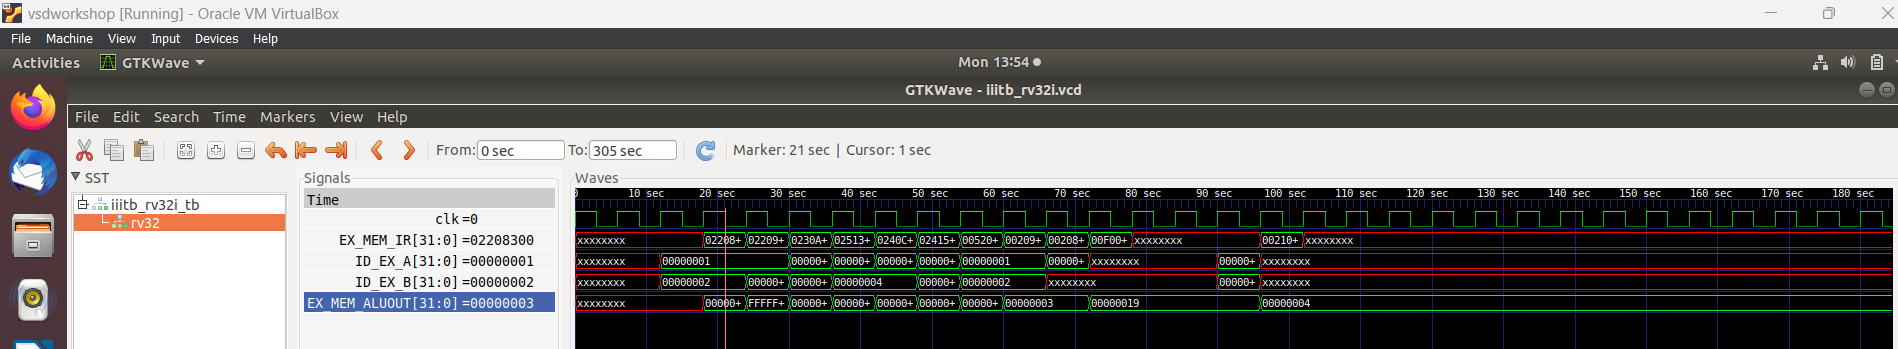 vsdworkshop [Running] - Oracle VM VirtualBox
File Machine View Input Devices Help
Activities GTKWave Mon 13:54
GTKWave - iiitb_rv32i.vcd
File Edit Search Time Markers View Help
From: 0 sec To: 305 sec Marker: 21 sec | Cursor: 1 sec
SST Signals Waves
Time 0 10 sec 20 sec 30 sec 40 sec 50 sec 60 sec 70 sec 80 sec 90 sec 100 sec 110 sec 120 sec 130 sec 140 sec 150 sec 160 sec 170 sec 180 sec
iiitb_rv32i_tb clk =0
rv32
EX_MEM_IR[31:0] =02208300 xxxxxxxx 02208+ 02209+ 0230A+ 02513+ 0240C+ 02415+ 00520+ 00209+ 00208+ 00F00+ xxxxxxxx 00210+ xxxxxxxx
ID_EX_A[31:0] =00000001 xxxxxxxx 00000001 00000+ 00000+ 00000+ 00000+ 00000001 00000+ xxxxxxxx 00000+ xxxxxxxx
ID_EX_B[31:0] =00000002 xxxxxxxx 00000002 00000+ 00000+ 00000004 00000+ 00000002 xxxxxxxx 00000+ xxxxxxxx
EX_MEM_ALUOUT[31:0] =00000003 xxxxxxxx 00000+ FFFFF+ 00000+ 00000+ 00000+ 00000+ 00000+ 00000003 00000019 00000004